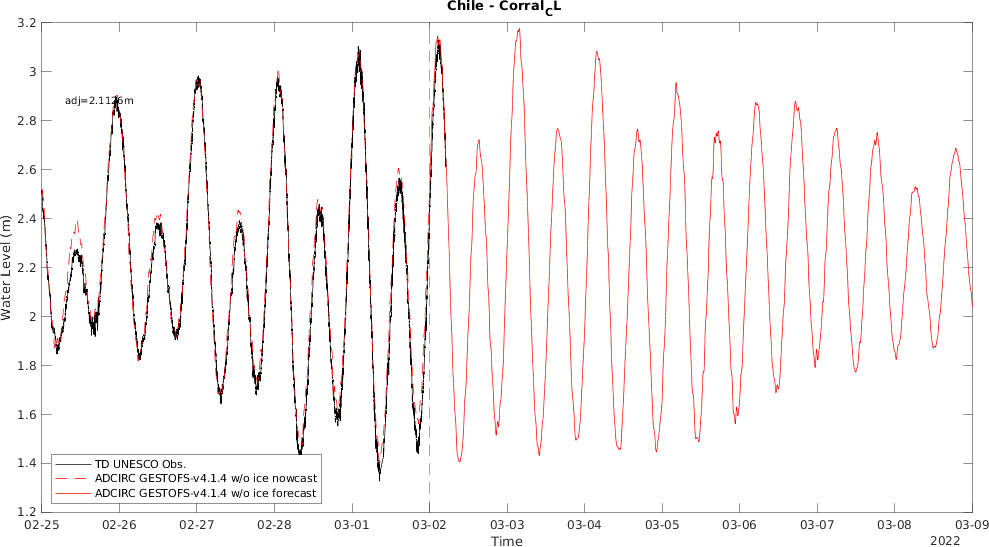 Chile - Corral_CL
3.2
3
2.8
2.6
2.4
2.2
2
1.8
1.6
1.4
1.2
Water Level (m)
adj=2.1126m
TD UNESCO Obs.
ADCIRC GESTOFS-v4.1.4 w/o ice nowcast
ADCIRC GESTOFS-v4.1.4 w/o ice forecast
02-25 02-26 02-27 02-28 03-01 03-02 03-03 03-04 03-05 03-06 03-07 03-08 03-09
Time
2022